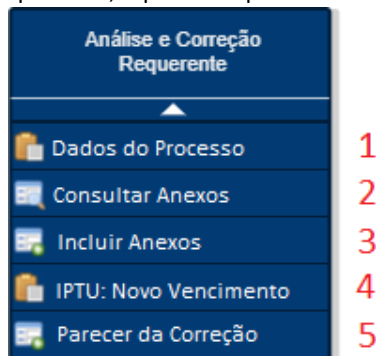 Análise e Correção
Requerente
Dados do Processo 1
Consultar Anexos 2
Incluir Anexos 3
IPTU: Novo Vencimento 4
Parecer da Correção 5